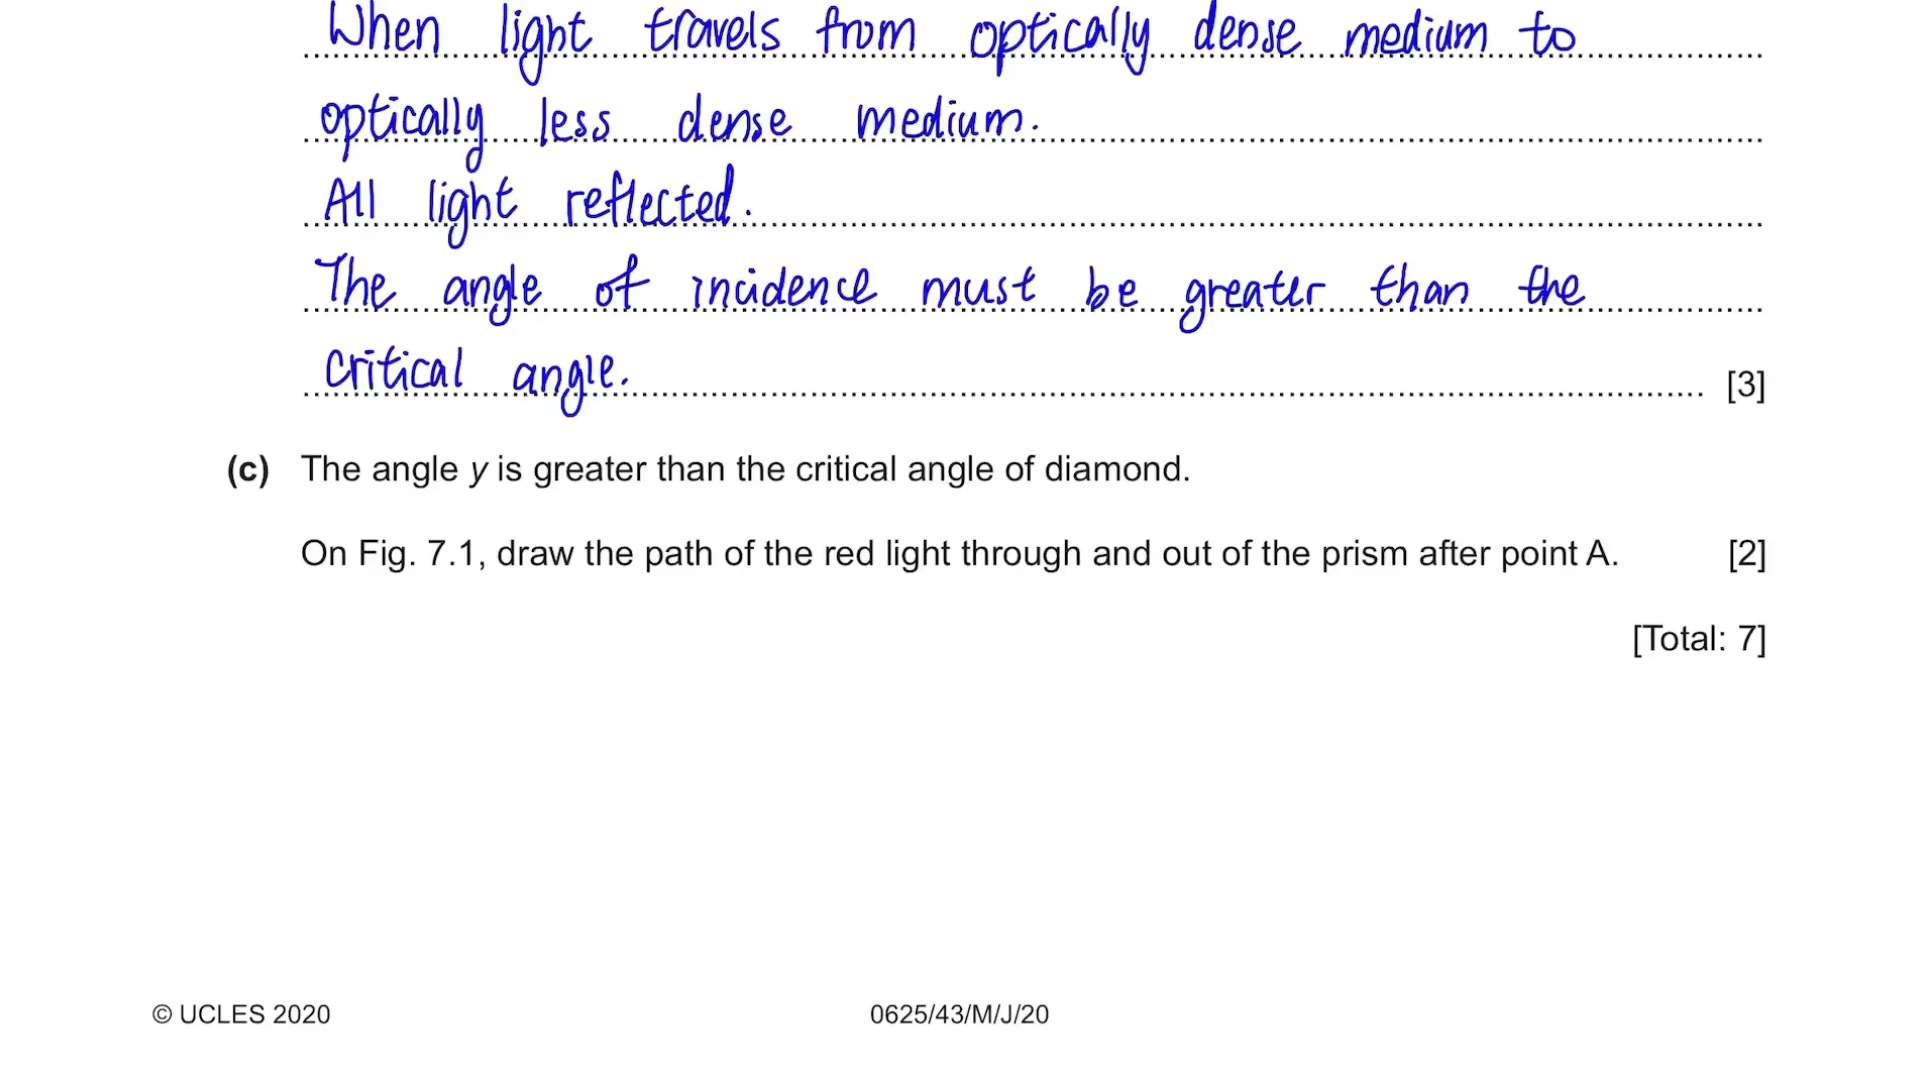 When light travels from optically dense medium to
optically less dense medium.
All light reflected.
The angle of incidence must be greater than the
critical angle. [3]
(c) The angle y is greater than the critical angle of diamond.
On Fig. 7.1, draw the path of the red light through and out of the prism after point A. [2]
[Total: 7]
© UCLES 2020 0625/43/M/J/20